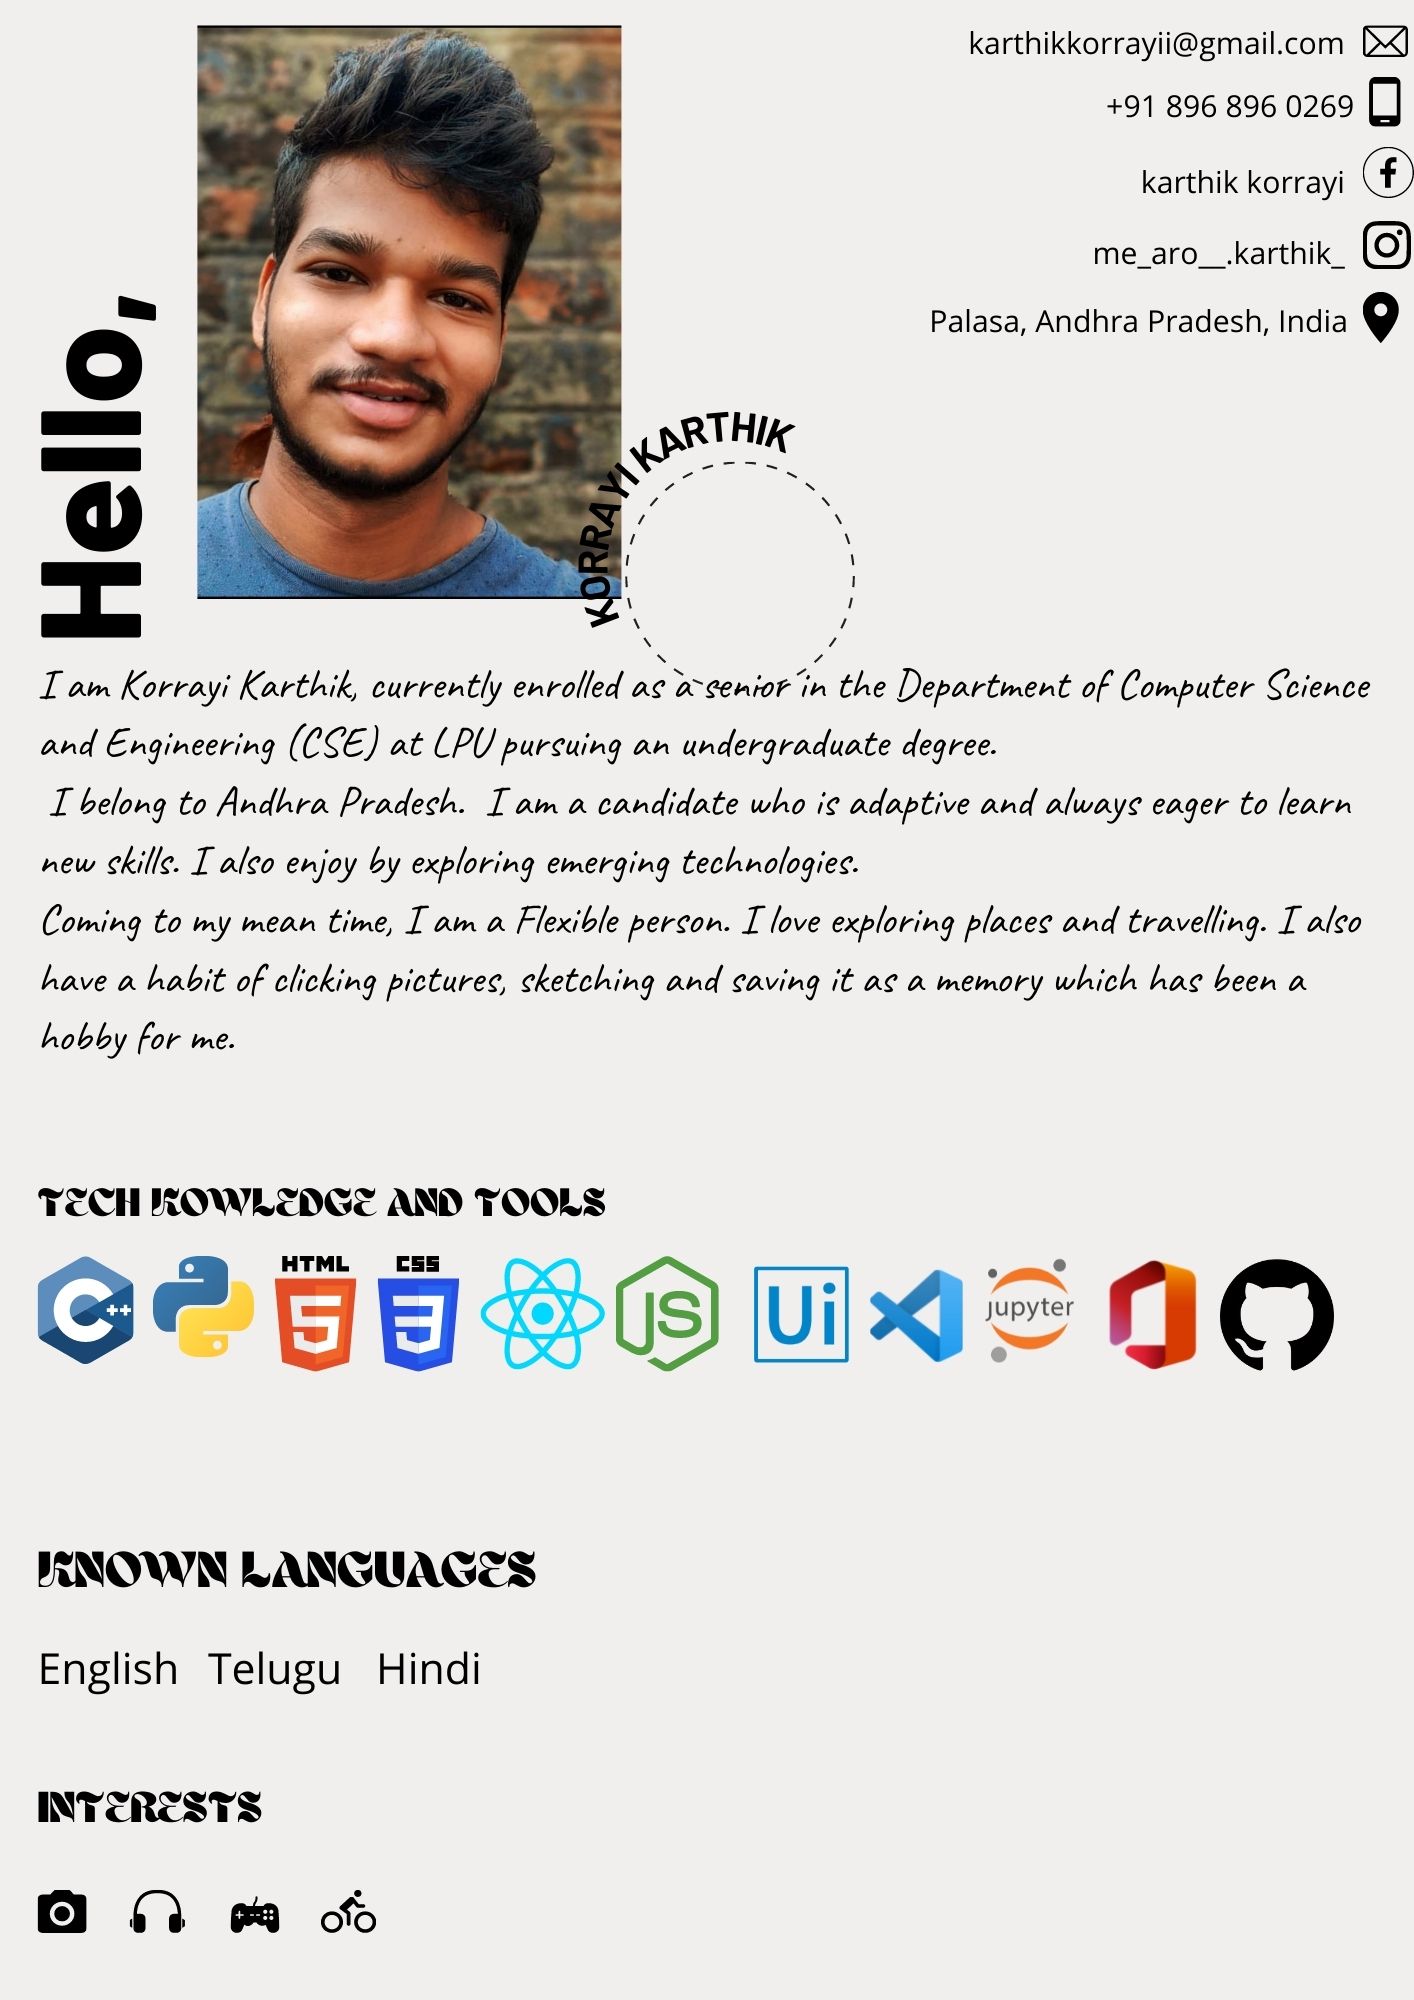 karthikkorrayii@gmail.com
+91 896 896 0269
karthik korrayi
me_aro__.karthik_
Palasa, Andhra Pradesh, India
Hello,
KORRAYI KARTHIK
I am Korrayi Karthik, currently enrolled as a senior in the Department of Computer Science
and Engineering (CSE) at LPU pursuing an undergraduate degree.
I belong to Andhra Pradesh. I am a candidate who is adaptive and always eager to learn
new skills. I also enjoy by exploring emerging technologies.
Coming to my mean time, I am a Flexible person. I love exploring places and travelling. I also
have a habit of clicking pictures, sketching and saving it as a memory which has been a
hobby for me.
TECH KOWLEDGE AND TOOLS
C++ HTML 5 CSS 3 JS Ui jupyter
KNOWN LANGUAGES
English Telugu Hindi
INTERESTS